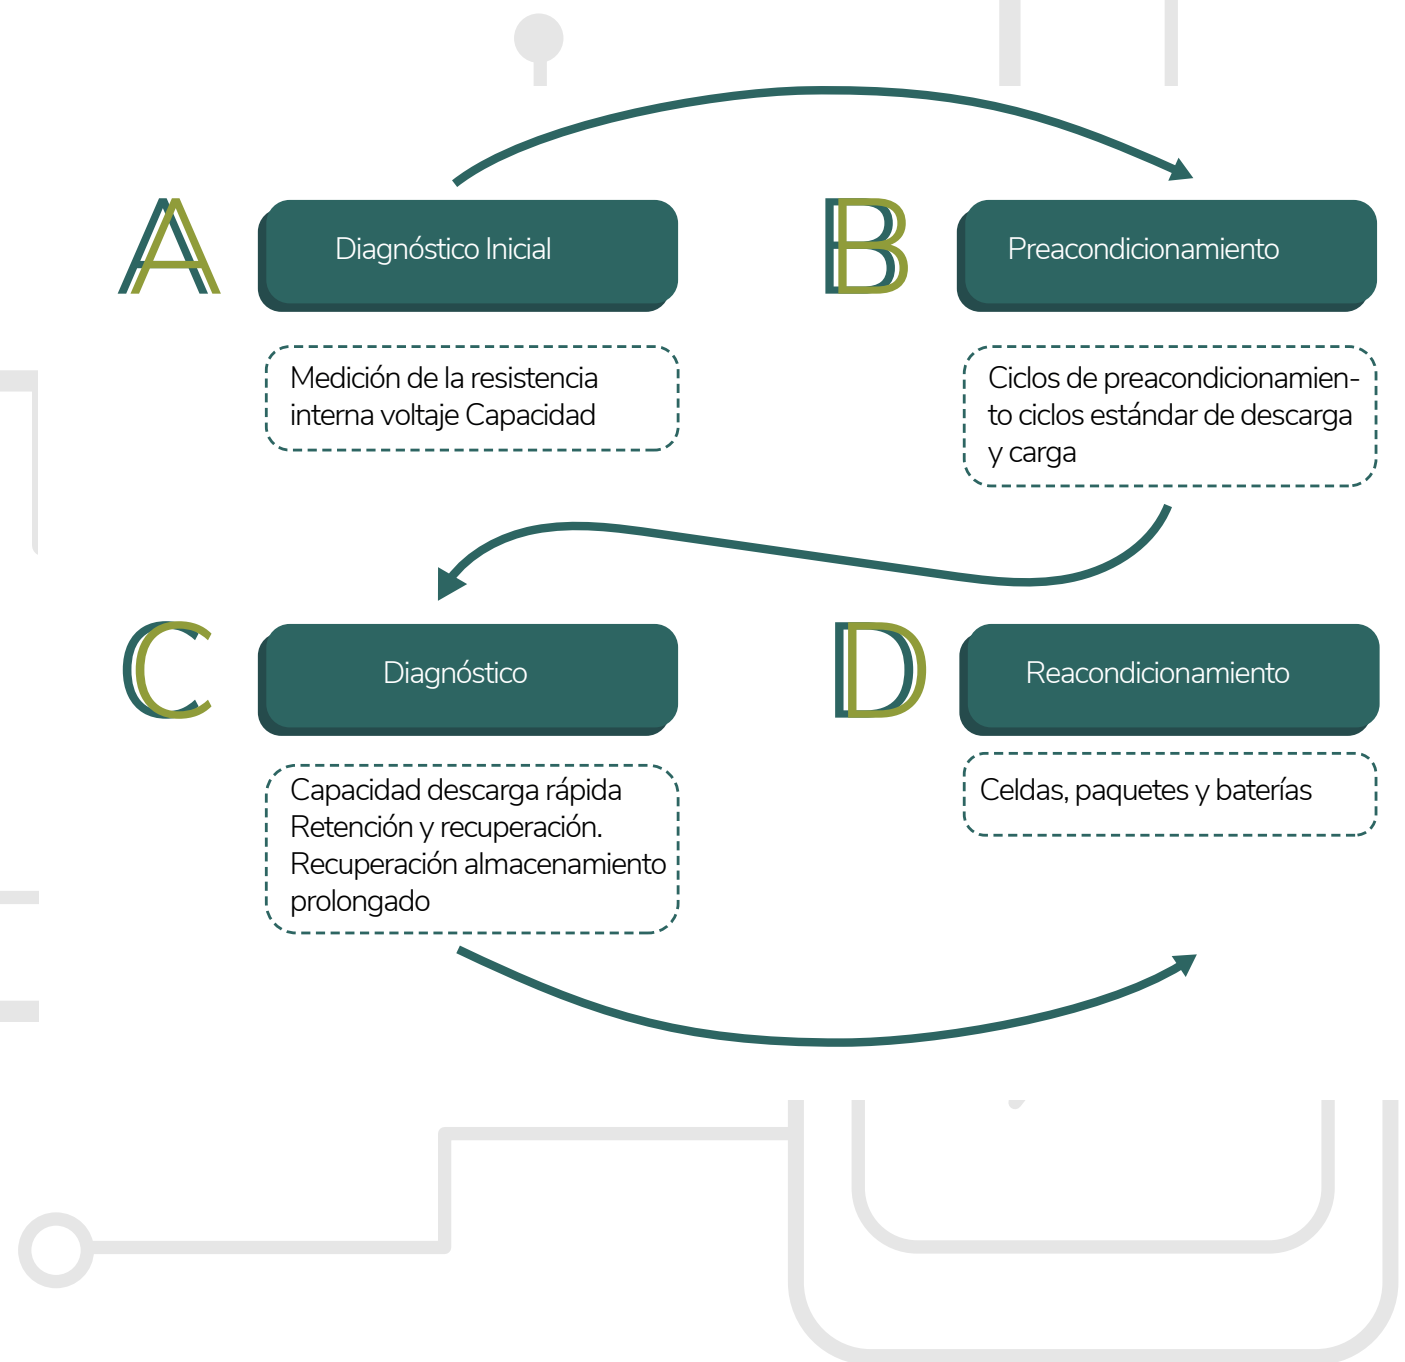 A
Diagnóstico Inicial
Medición de la resistencia
interna voltaje Capacidad
B
Preacondicionamiento
Ciclos de preacondicionamien-
to ciclos estándar de descarga
y carga
C
Diagnóstico
Capacidad descarga rápida
Retención y recuperación.
Recuperación almacenamiento
prolongado
D
Reacondicionamiento
Celdas, paquetes y baterías